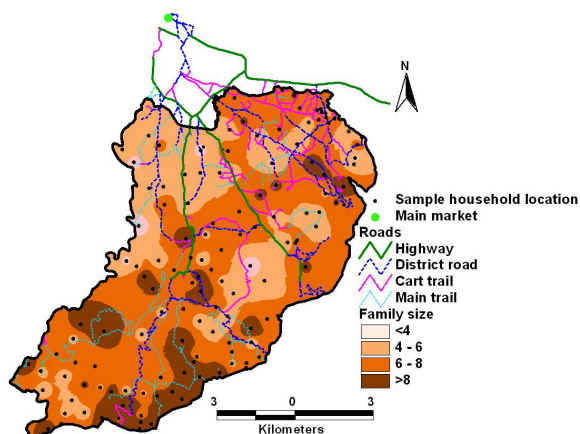 N
Sample household location
Main market
Roads
Highway
District road
Cart trail
Main trail
Family size
<4
4 - 6
6 - 8
>8
3 0 3
Kilometers